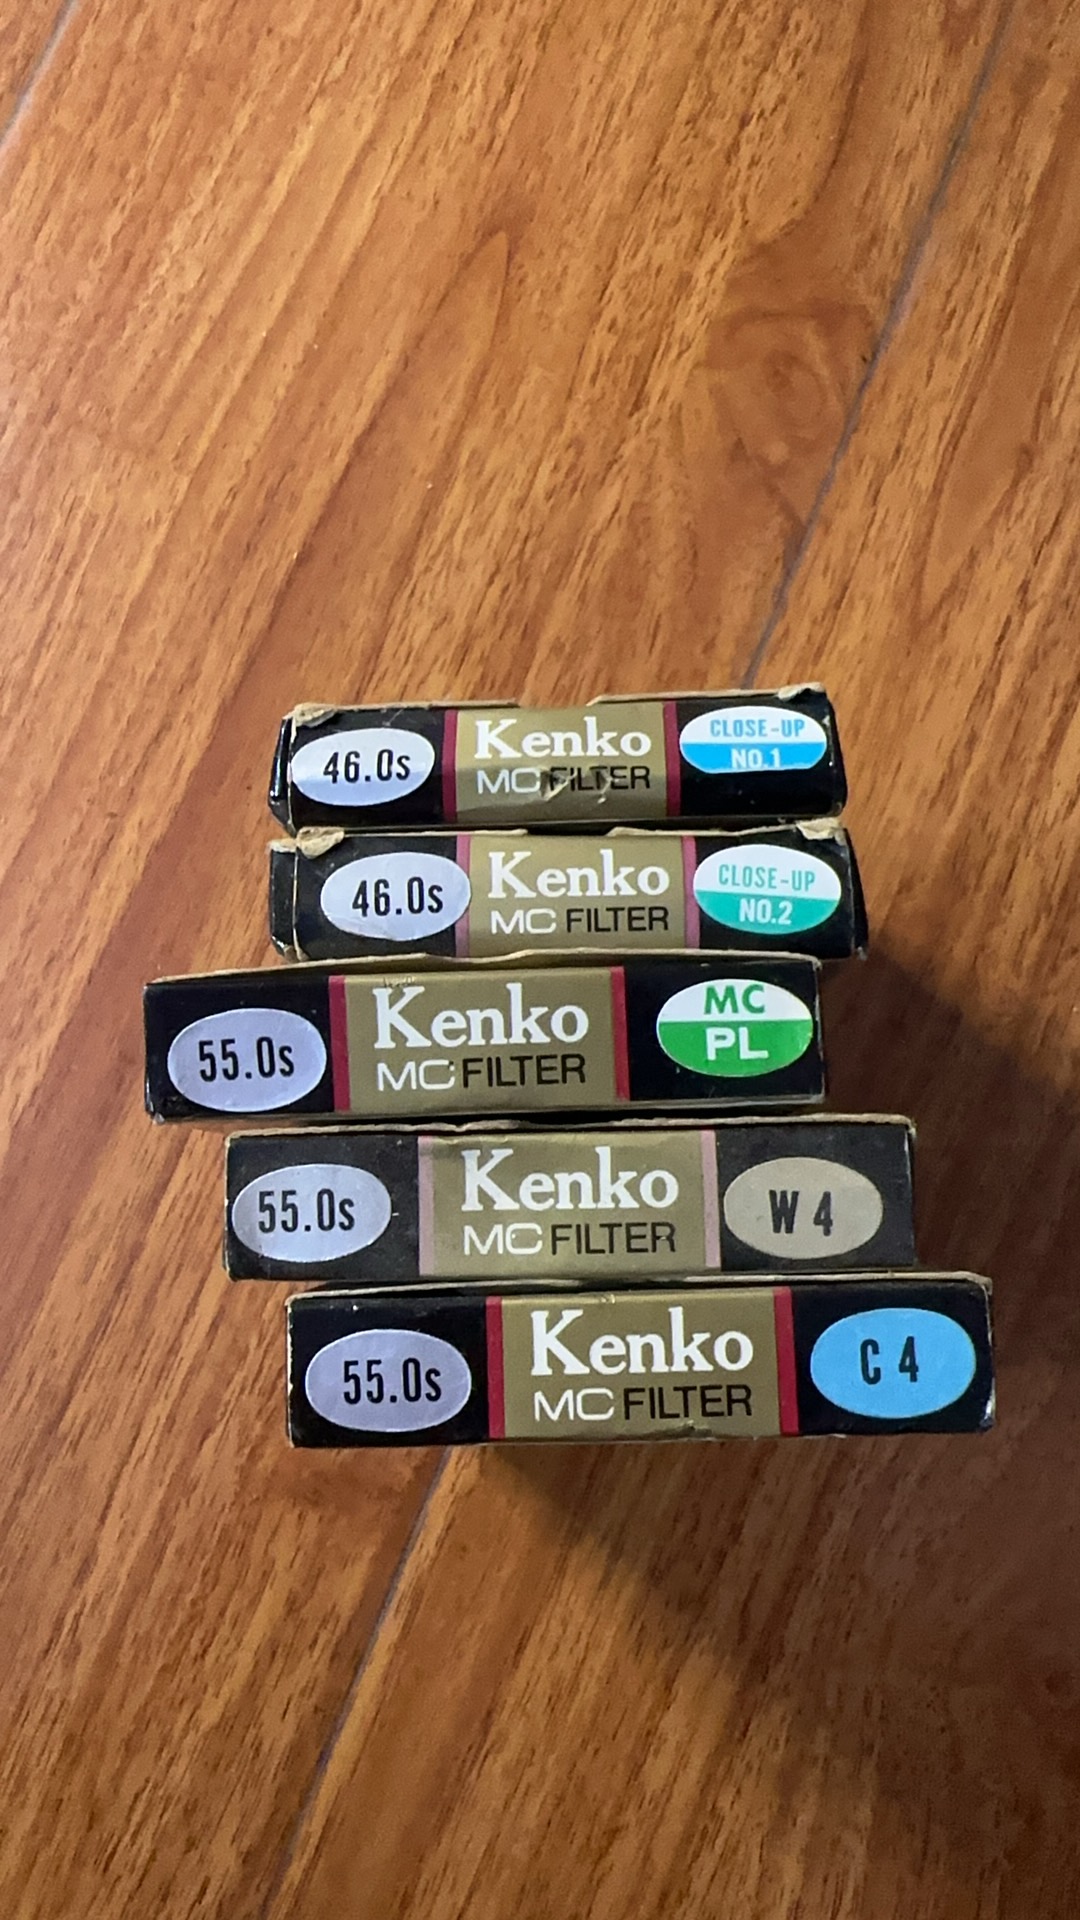 46.0s
Kenko
MC FILTER
CLOSE-UP
NO.1
46.0s
Kenko
MC FILTER
CLOSE-UP
NO.2
55.0s
Kenko
MC FILTER
MC
PL
55.0s
Kenko
MC FILTER
W 4
55.0s
Kenko
MC FILTER
C 4